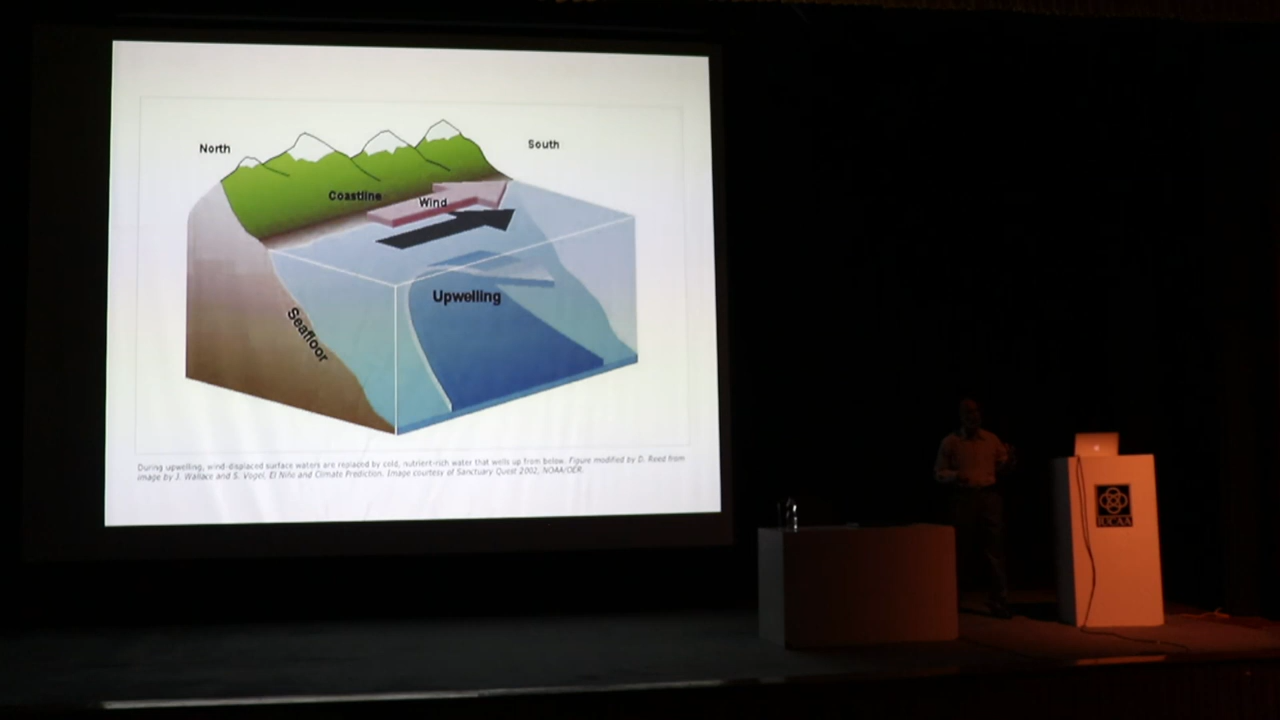 North
South
Coastline
Wind
Upwelling
Seafloor
During upwelling, wind-displaced surface waters are replaced by cold, nutrient-rich water that wells up from below. Figure modified by D. Reed from
image by J. Wallace and S. Vogel, El Niño and Climate Prediction. Image courtesy of Sanctuary Quest 2002, NOAA/OER.
IUCAA